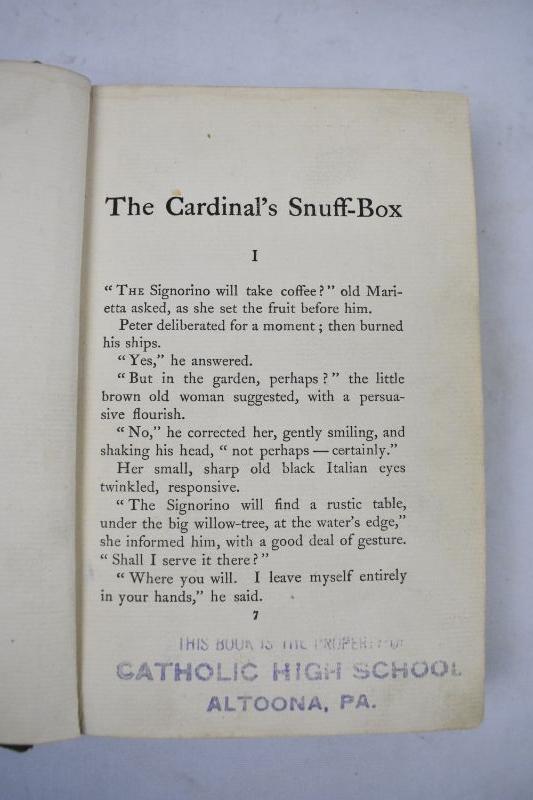 The Cardinal's Snuff-Box
I
“ THE Signorino will take coffee ? ” old Mari-
etta asked, as she set the fruit before him.
Peter deliberated for a moment ; then burned
his ships.
“ Yes,” he answered.
“ But in the garden, perhaps ? ” the little
brown old woman suggested, with a persua-
sive flourish.
“ No,” he corrected her, gently smiling, and
shaking his head, “ not perhaps — certainly.”
Her small, sharp old black Italian eyes
twinkled, responsive.
“ The Signorino will find a rustic table,
under the big willow-tree, at the water's edge,”
she informed him, with a good deal of gesture.
“ Shall I serve it there ? ”
“ Where you will. I leave myself entirely
in your hands,” he said.
7
THIS BOOK IS THE PROPERTY OF
CATHOLIC HIGH SCHOOL
ALTOONA, PA.